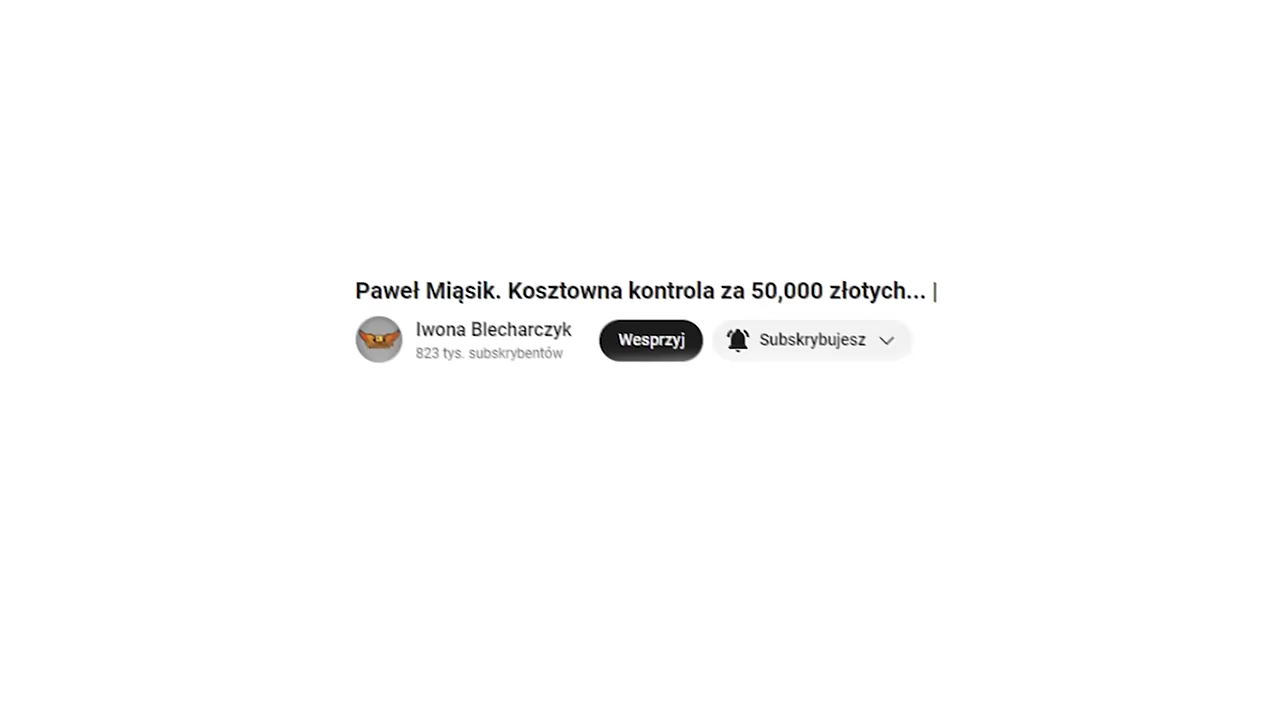 Paweł Miąsik. Kosztowna kontrola za 50,000 złotych... |
Iwona Blecharczyk
823 tys. subskrybentów
Wesprzyj
Subskrybujesz